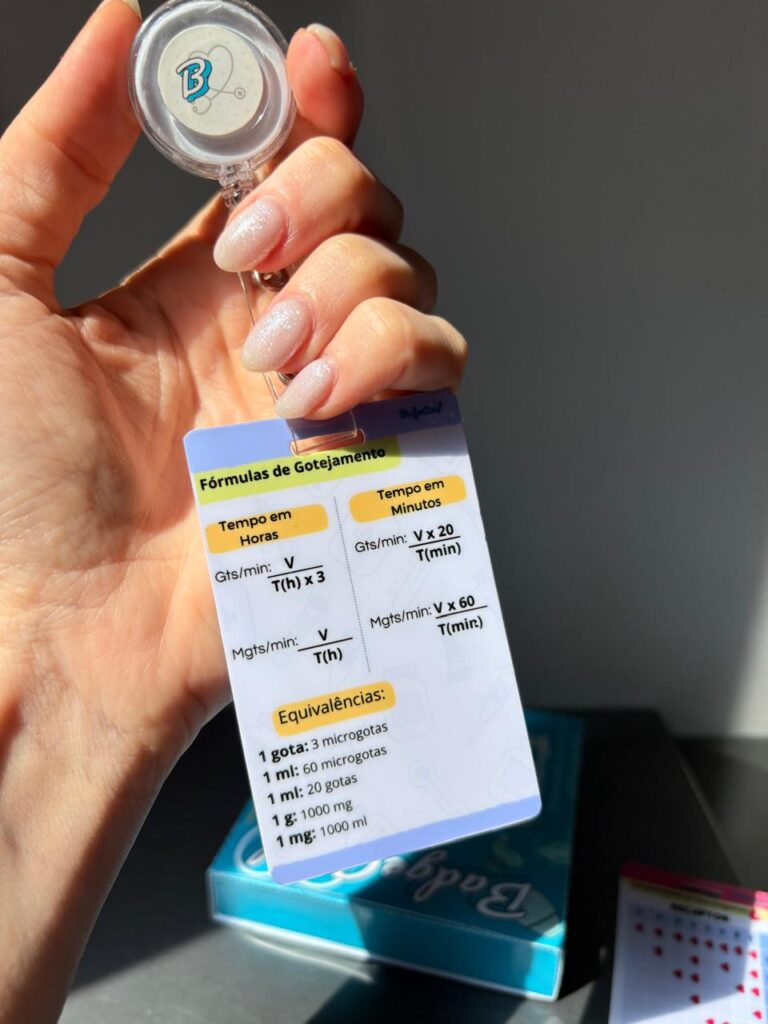 B
Fórmulas de Gotejamento
Tempo em
Horas
Gts/min: V
T(h) x 3
Mgts/min: V
T(h)
Tempo em
Minutos
Gts/min: V x 20
T(min)
Mgts/min: V x 60
T(min)
Equivalências:
1 gota: 3 microgotas
1 ml: 60 microgotas
1 ml: 20 gotas
1 g: 1000 mg
1 mg: 1000 ml